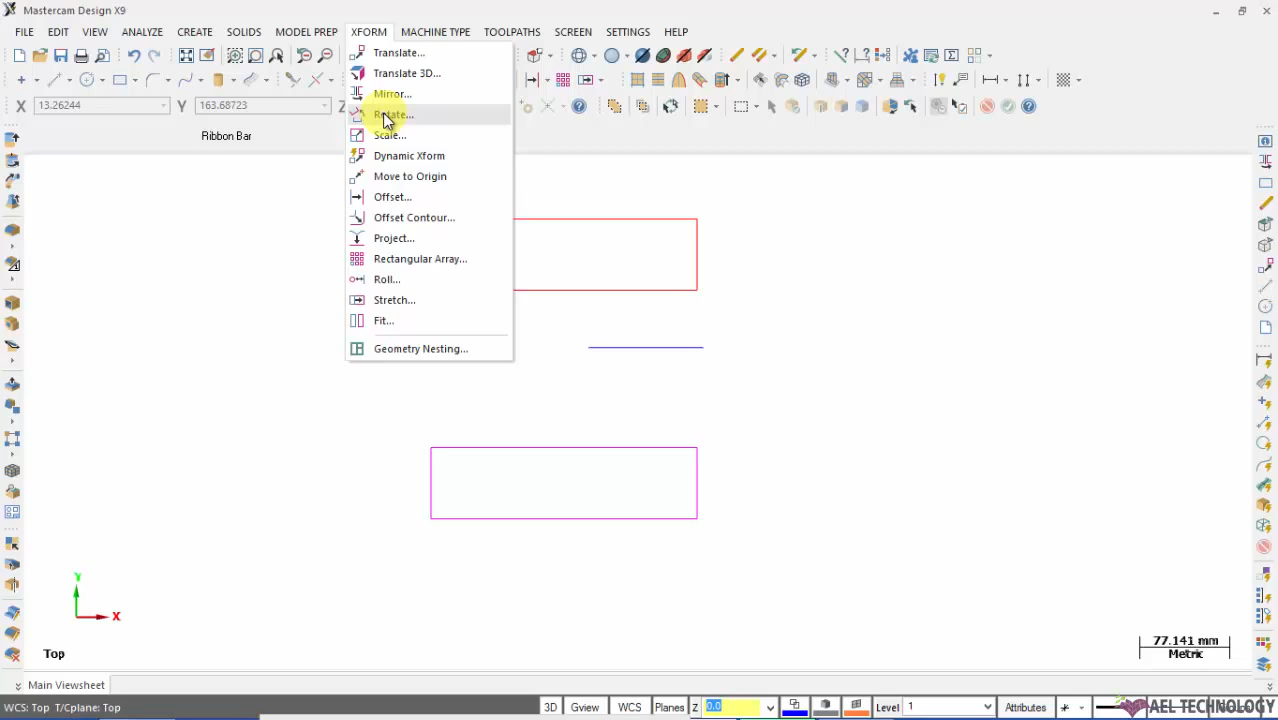 Mastercam Design X9
FILE EDIT VIEW ANALYZE CREATE SOLIDS MODEL PREP XFORM MACHINE TYPE TOOLPATHS SCREEN SETTINGS HELP
Translate...
Translate 3D...
Mirror...
X 13.26244 Y 163.68723 Z
Rotate...
Ribbon Bar
Scale...
Dynamic Xform
Move to Origin
Offset...
Offset Contour...
Project...
Rectangular Array...
Roll...
Stretch...
Fit...
Geometry Nesting...
Y
X
Top
77.141 mm
Metric
Main Viewsheet
WCS: Top T/Cplane: Top 3D Gview WCS Planes Z 0.0 Level 1 Attributes
AEL TECHNOLOGY